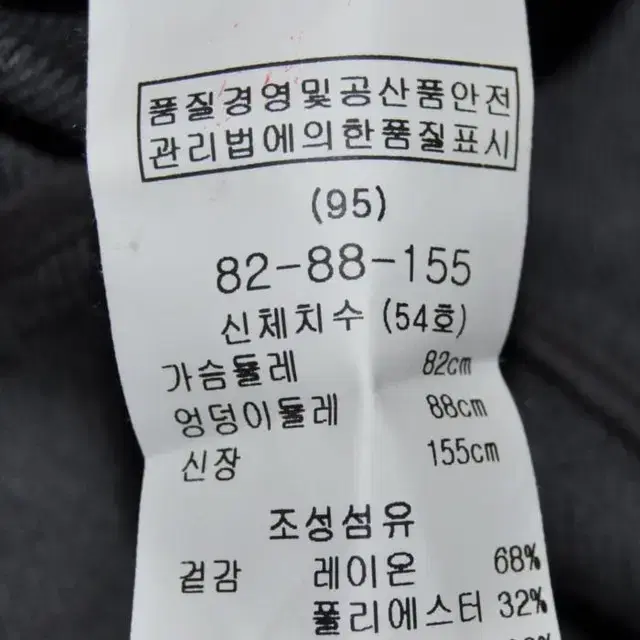 품질경영및공산품안전
관리법에의한품질표시
(95)
82-88-155
신체치수 (54호)
가슴둘레 82cm
엉덩이둘레 88cm
신장 155cm
조성섬유
겉감 레이온 68%
폴리에스터 32%